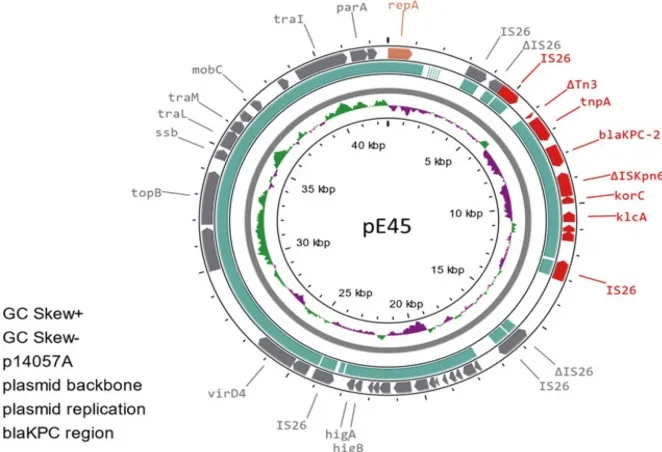 repA
parA
traI
IS26
ΔIS26
IS26
mobC
ΔTn3
tnpA
traM
traL
ssb
blaKPC-2
ΔISKpn6
korC
klcA
topB
40 kbp
5 kbp
35 kbp
10 kbp
pE45
30 kbp
15 kbp
25 kbp
20 kbp
IS26
GC Skew+
GC Skew-
p14057A
plasmid backbone
plasmid replication
blaKPC region
virD4
IS26
higA
higB
ΔIS26
IS26